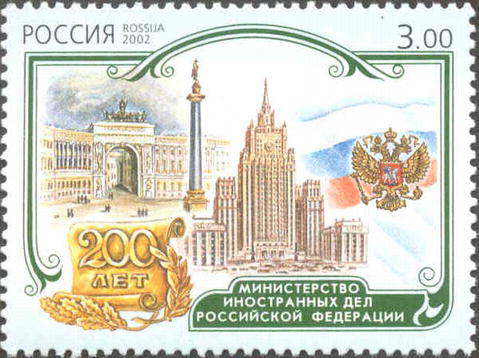 РОССИЯ ROSSIJA 2002
3.00
200
ЛЕТ
МИНИСТЕРСТВО
ИНОСТРАННЫХ ДЕЛ
РОССИЙСКОЙ ФЕДЕРАЦИИ